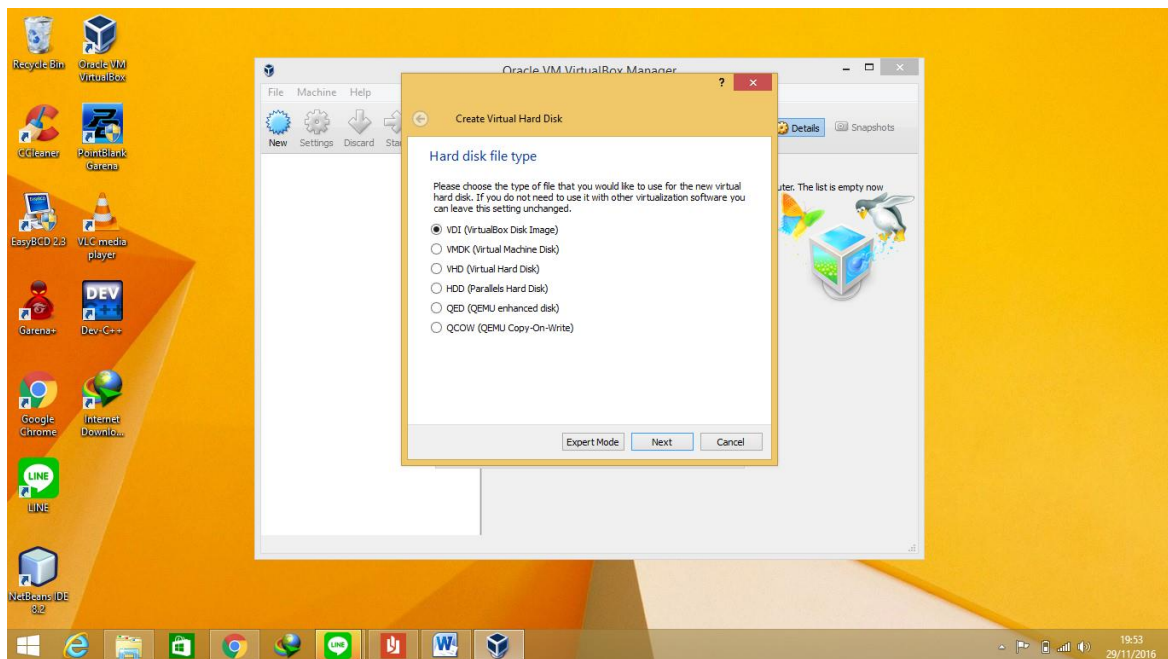 Recycle Bin
Oracle VM
VirtualBox
CCleaner
PointBlank
Garena
EasyBCD 2.3
VLC media
player
Garena+
DEV
C++
Dev-C++
Google
Chrome
Internet
Downlo...
LINE
LINE
NetBeans IDE
8.2
Oracle VM VirtualBox Manager
File Machine Help
New Settings Discard
Details
Snapshots
uter. The list is empty now
?
Create Virtual Hard Disk
Hard disk file type
Please choose the type of file that you would like to use for the new virtual
hard disk. If you do not need to use it with other virtualization software you
can leave this setting unchanged.
VDI (VirtualBox Disk Image)
VMDK (Virtual Machine Disk)
VHD (Virtual Hard Disk)
HDD (Parallels Hard Disk)
QED (QEMU enhanced disk)
QCOW (QEMU Copy-On-Write)
Expert Mode Next Cancel
LINE
19:53
29/11/2016